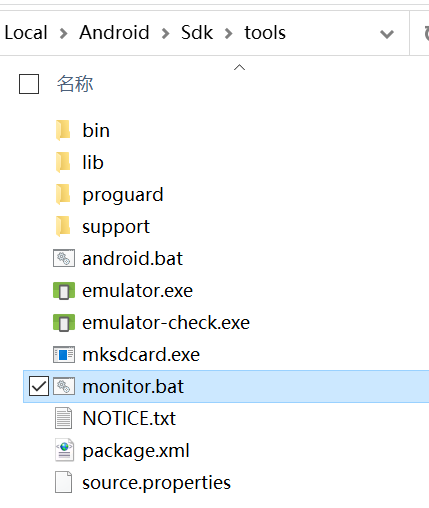 Local > Android > Sdk > tools
名称
bin
lib
proguard
support
android.bat
emulator.exe
emulator-check.exe
mksdcard.exe
monitor.bat
NOTICE.txt
package.xml
source.properties